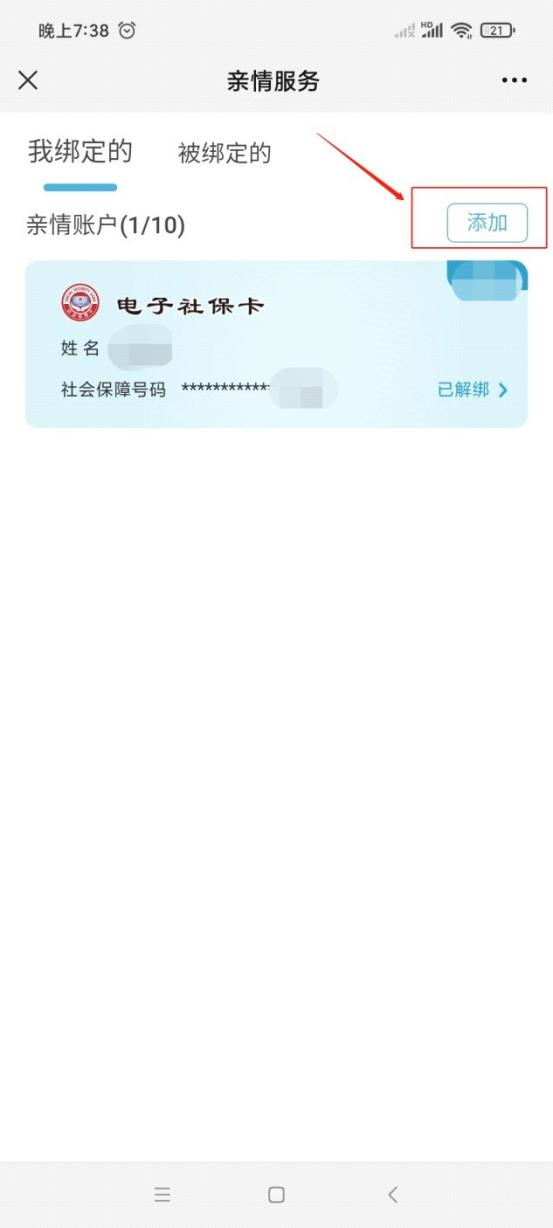 晚上7:38 HD 21
亲情服务
我绑定的 被绑定的
亲情账户(1/10) 添加
电子社保卡
姓 名
社会保障号码 ************ 已解绑